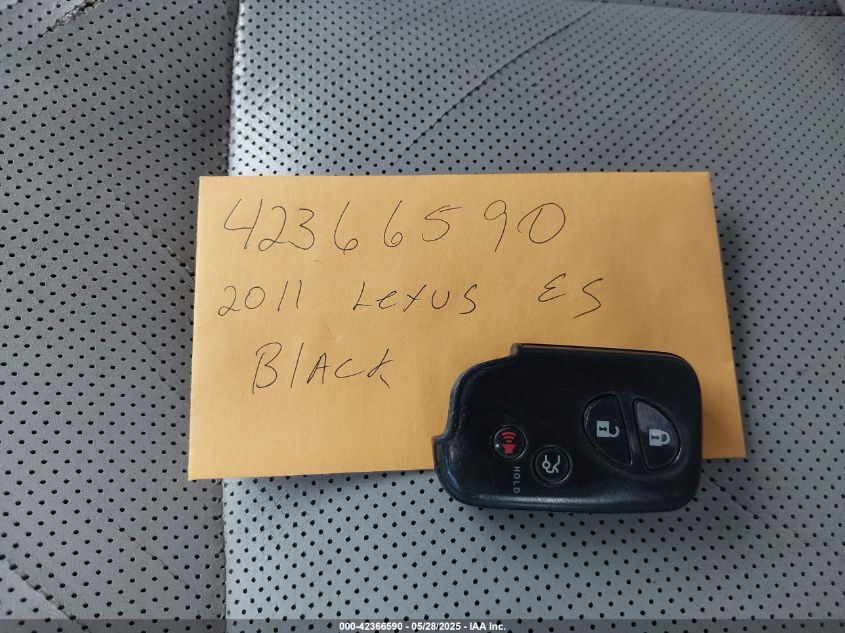 42366590
2011 Lexus ES
Black
HOLD
000-42366590 - 05/28/2025 - IAA Inc.